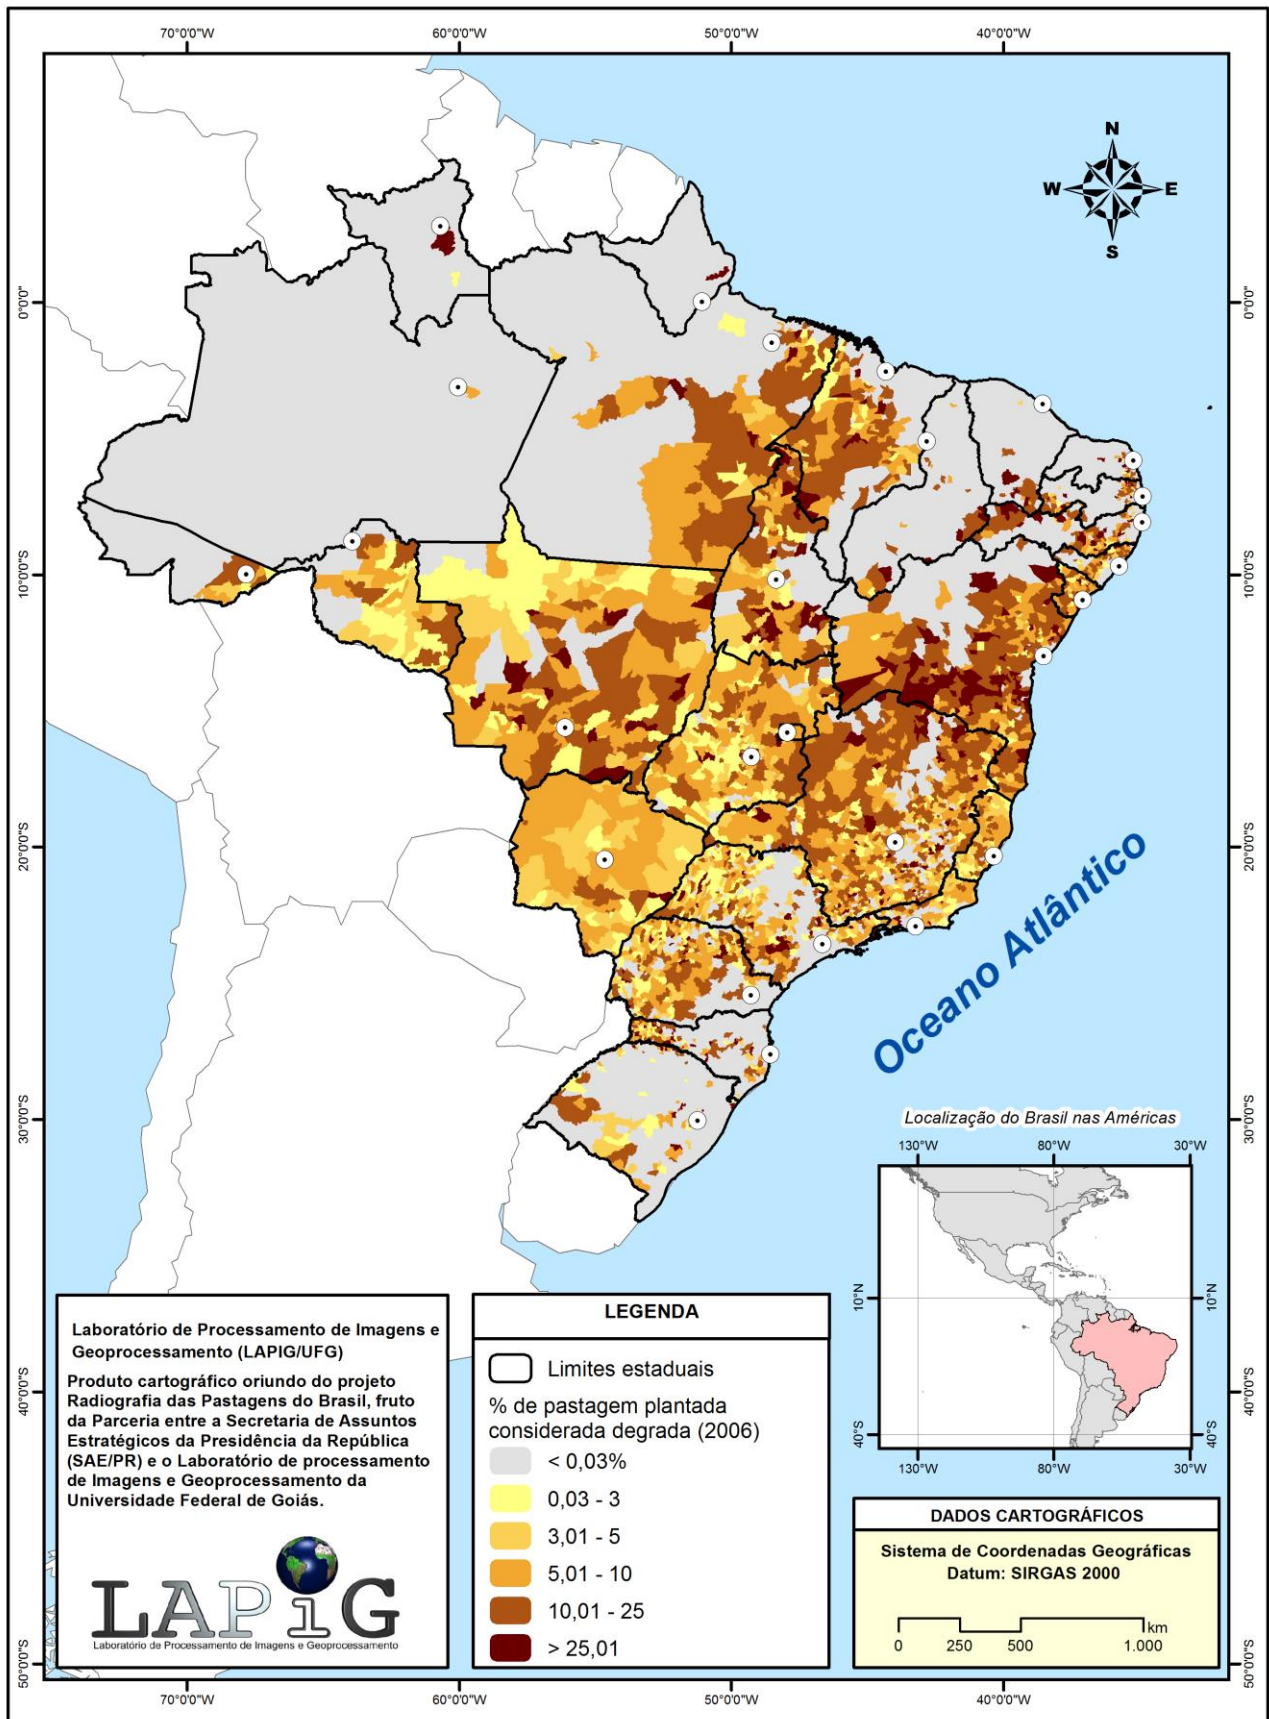 70°0'0"W
60°0'0"W
50°0'0"W
40°0'0"W
N
W
E
S
0°0'0"
10°0'0"S
20°0'0"S
30°0'0"S
40°0'0"S
50°0'0"S
0°0'0"
10°0'0"S
20°0'0"S
30°0'0"S
40°0'0"S
50°0'0"S
Oceano Atlântico
Localização do Brasil nas Américas
130°W
80°W
30°W
10°N
40°S
10°N
40°S
130°W
80°W
30°W
Laboratório de Processamento de Imagens e
Geoprocessamento (LAPIG/UFG)
Produto cartográfico oriundo do projeto
Radiografia das Pastagens do Brasil, fruto
da Parceria entre a Secretaria de Assuntos
Estratégicos da Presidência da República
(SAE/PR) e o Laboratório de processamento
de Imagens e Geoprocessamento da
Universidade Federal de Goiás.
LAPiG
Laboratório de Processamento de Imagens e Geoprocessamento
LEGENDA
Limites estaduais
% de pastagem plantada
considerada degrada (2006)
< 0,03%
0,03 - 3
3,01 - 5
5,01 - 10
10,01 - 25
> 25,01
DADOS CARTOGRÁFICOS
Sistema de Coordenadas Geográficas
Datum: SIRGAS 2000
km
0 250 500 1.000
70°0'0"W
60°0'0"W
50°0'0"W
40°0'0"W